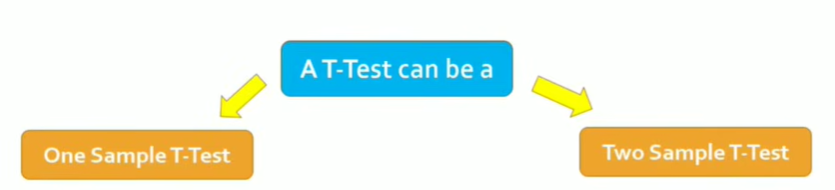 A T-Test can be a
One Sample T-Test
Two Sample T-Test